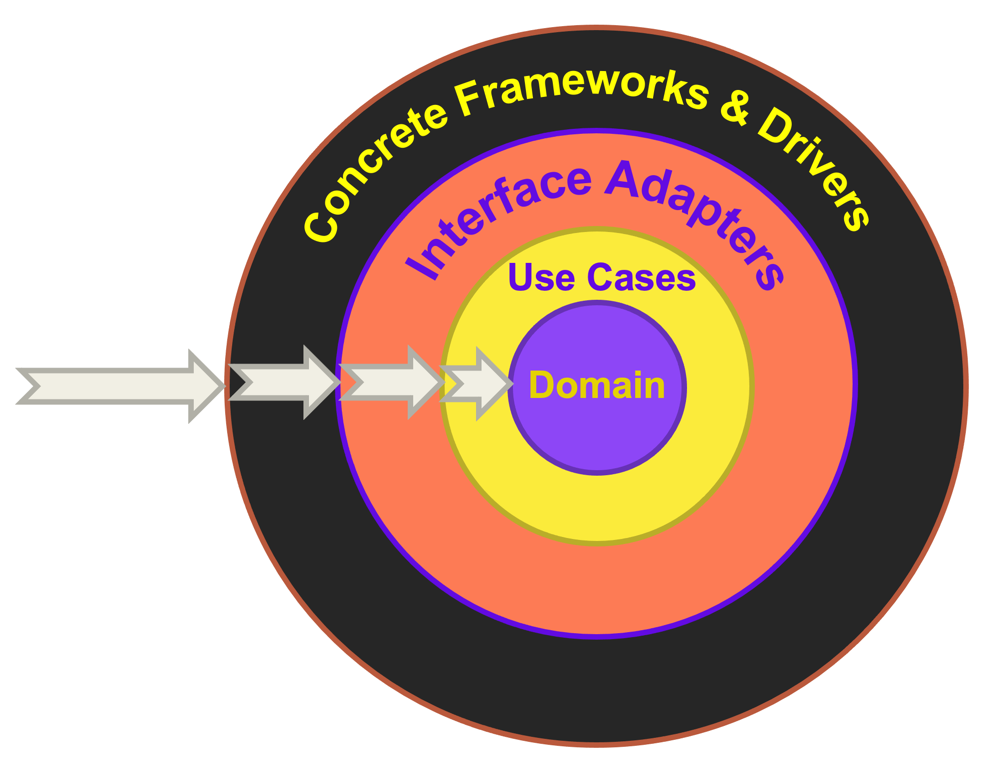 Concrete Frameworks & Drivers
Interface Adapters
Use Cases
Domain